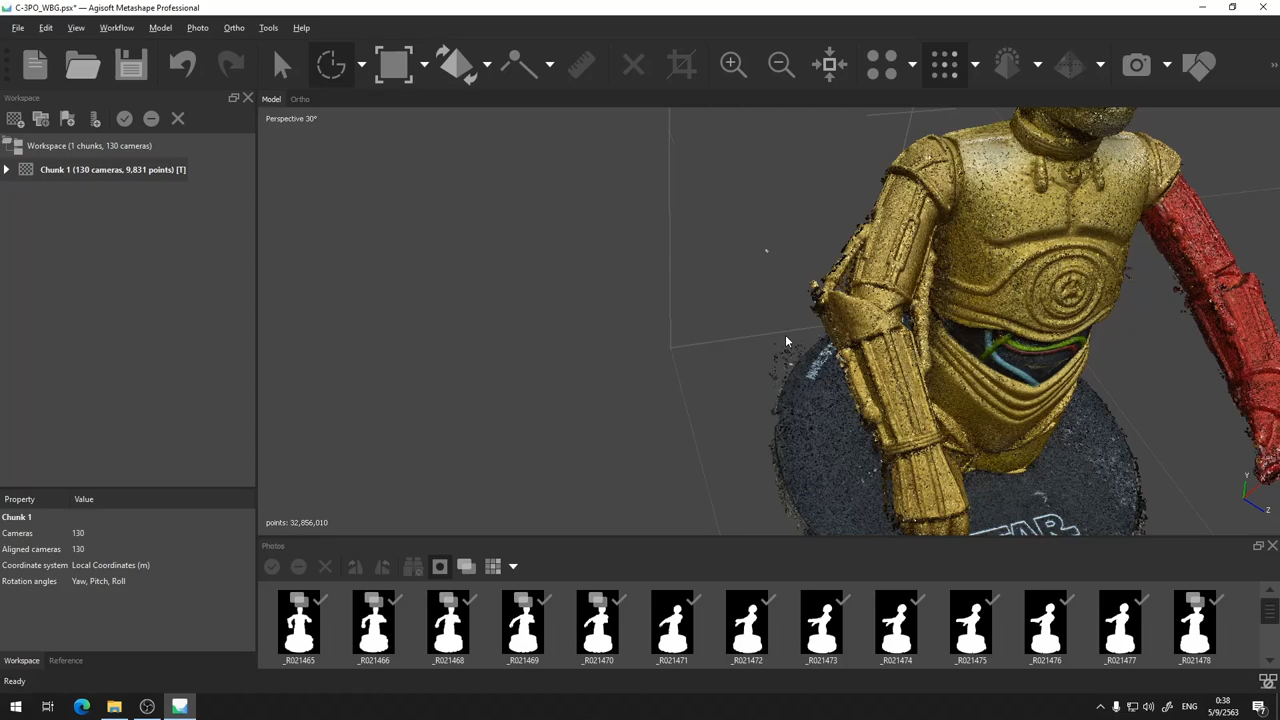 C-3PO_WBG.psx* — Agisoft Metashape Professional
File Edit View Workflow Model Photo Ortho Tools Help
Workspace
Model Ortho
Perspective 30°
Workspace (1 chunks, 130 cameras)
Chunk 1 (130 cameras, 9,831 points) [T]
Property Value
Chunk 1
Cameras 130
Aligned cameras 130
Coordinate system Local Coordinates (m)
Rotation angles Yaw, Pitch, Roll
Y
Z
STAR
points: 32,856,010
Photos
_R021465 _R021466 _R021468 _R021469 _R021470 _R021471 _R021472 _R021473 _R021474 _R021475 _R021476 _R021477 _R021478
Workspace Reference
Ready
ENG
0:38
5/9/2563